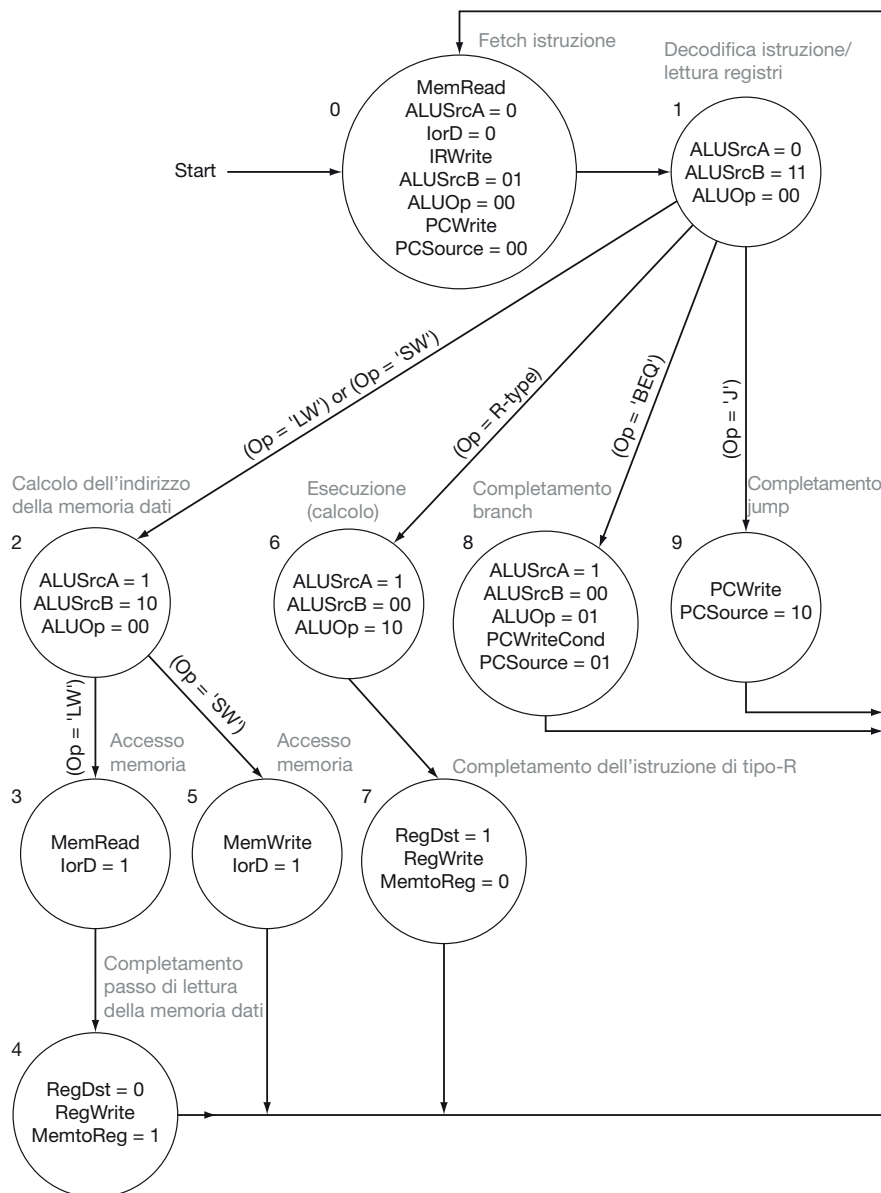 Fetch istruzione
Decodifica istruzione/
lettura registri
0
MemRead
ALUSrcA = 0
IorD = 0
IRWrite
ALUSrcB = 01
ALUOp = 00
PCWrite
PCSource = 00
1
ALUSrcA = 0
ALUSrcB = 11
ALUOp = 00
Start
(Op = 'LW') or (Op = 'SW')
(Op = R-type)
(Op = 'BEQ')
(Op = 'J')
Calcolo dell'indirizzo
della memoria dati
2
ALUSrcA = 1
ALUSrcB = 10
ALUOp = 00
Esecuzione
(calcolo)
6
ALUSrcA = 1
ALUSrcB = 00
ALUOp = 10
Completamento
branch
8
ALUSrcA = 1
ALUSrcB = 00
ALUOp = 01
PCWriteCond
PCSource = 01
Completamento
jump
9
PCWrite
PCSource = 10
(Op = 'LW')
(Op = 'SW')
Accesso
memoria
3
MemRead
IorD = 1
Accesso
memoria
5
MemWrite
IorD = 1
Completamento dell'istruzione di tipo-R
7
RegDst = 1
RegWrite
MemtoReg = 0
Completamento
passo di lettura
della memoria dati
4
RegDst = 0
RegWrite
MemtoReg = 1